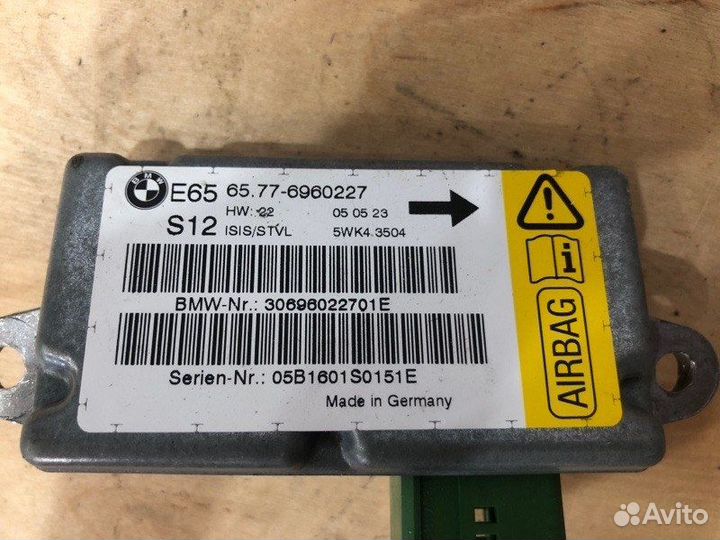 BMW
E65 65.77-6960227
S12 HW: 22 05 05 23
ISIS/STVL 5WK4 3504
BMW-Nr.: 30696022701E
Serien-Nr.: 05B1601S0151E
Made in Germany
AIRBAG
Avito